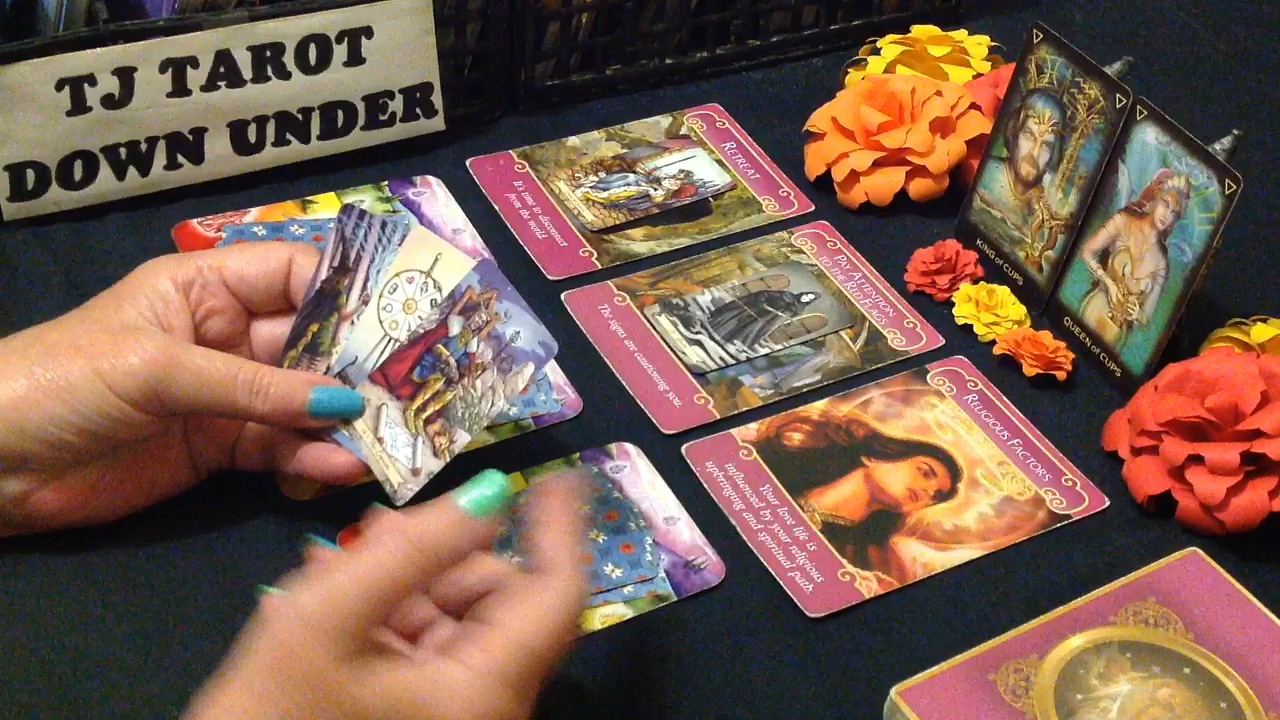 TJ TAROT
DOWN UNDER
RETREAT
It's time to disconnect
from the world
PAY ATTENTION
TO THE RED FLAGS
The signs are cautioning you.
RELIGIOUS FACTORS
Your love life is
influenced by your religious
upbringing and spiritual path.
KING of CUPS
QUEEN of CUPS